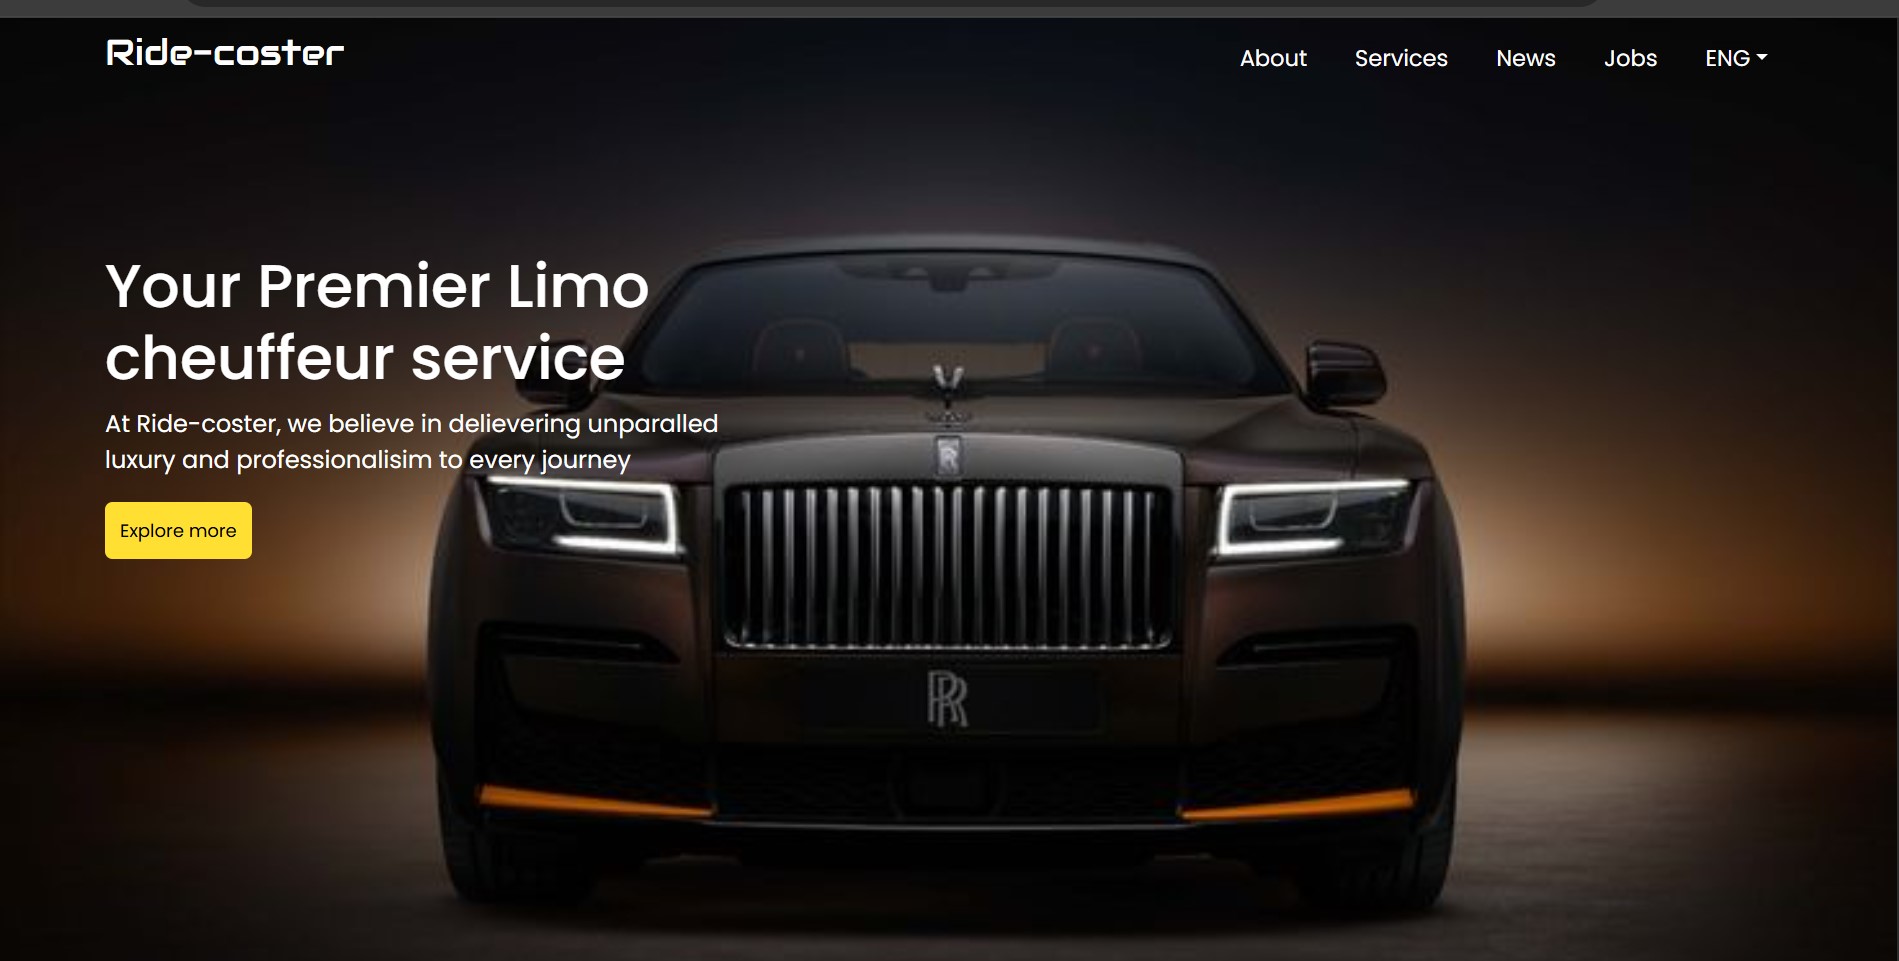 Ride-coster
About Services News Jobs ENG
Your Premier Limo
cheuffeur service
At Ride-coster, we believe in delievering unparalled
luxury and professionalisim to every journey
Explore more
RR
RR